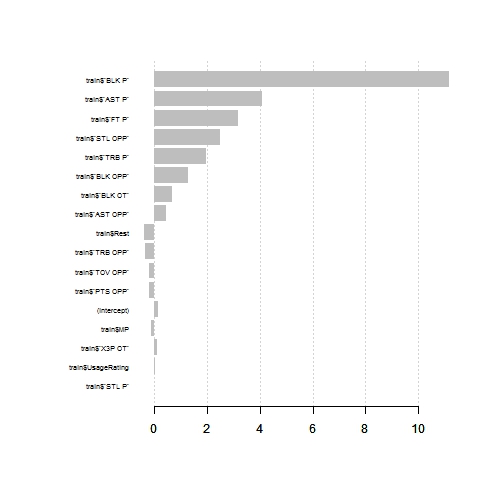 train$`BLK P`
train$`AST P`
train$`FT P`
train$`STL OPP`
train$`TRB P`
train$`BLK OPP`
train$`BLK OT`
train$`AST OPP`
train$Rest
train$`TRB OPP`
train$`TOV OPP`
train$`PTS OPP`
(Intercept)
train$MP
train$`X3P OT`
train$UsageRating
train$`STL P`
0 2 4 6 8 10